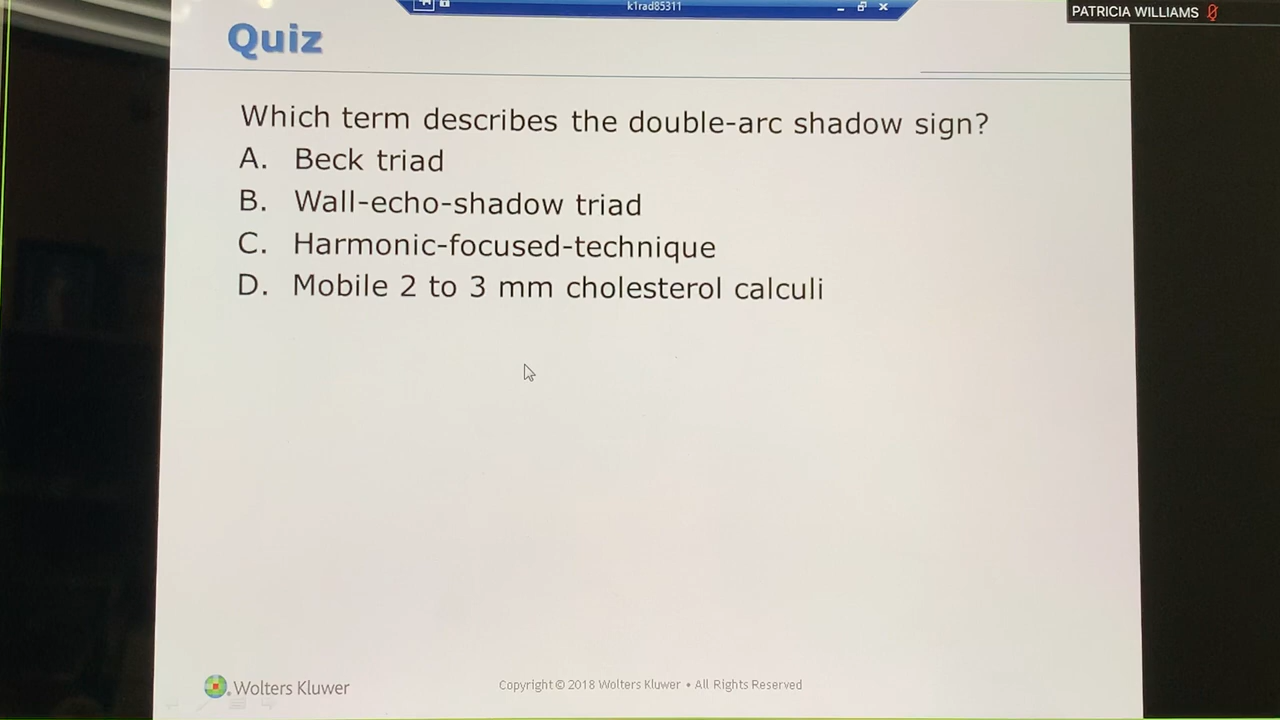 k1rad85311
PATRICIA WILLIAMS
Quiz
Which term describes the double-arc shadow sign?
A. Beck triad
B. Wall-echo-shadow triad
C. Harmonic-focused-technique
D. Mobile 2 to 3 mm cholesterol calculi
Wolters Kluwer
Copyright © 2018 Wolters Kluwer • All Rights Reserved